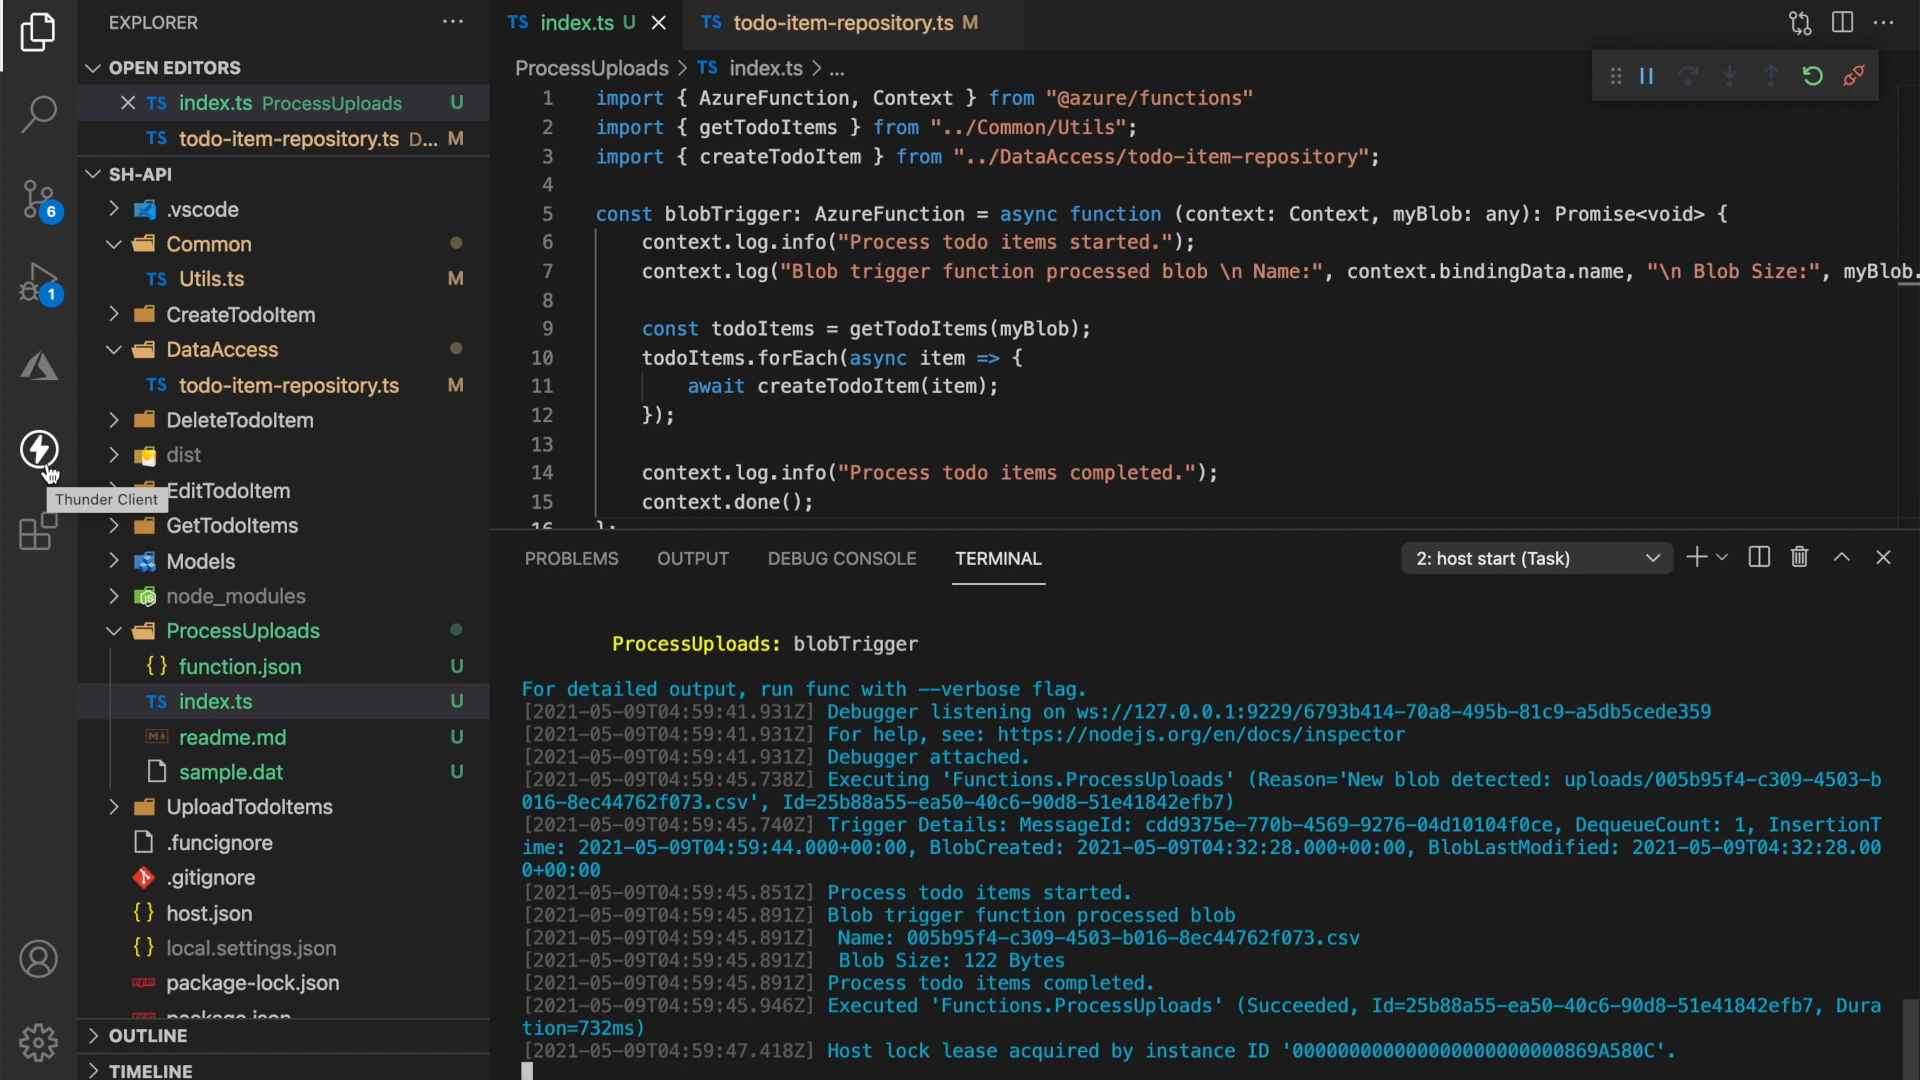 EXPLORER
OPEN EDITORS
TS index.ts ProcessUploads U
TS todo-item-repository.ts D... M
SH-API
.vscode
Common
TS Utils.ts M
CreateTodoItem
DataAccess
TS todo-item-repository.ts M
DeleteTodoItem
dist
EditTodoItem
GetTodoItems
Models
node_modules
ProcessUploads
{} function.json U
TS index.ts U
readme.md U
sample.dat U
UploadTodoItems
.funcignore
.gitignore
{} host.json
{} local.settings.json
package-lock.json
package.json
OUTLINE
TIMELINE
6
1
Thunder Client
TS index.ts U
TS todo-item-repository.ts M
ProcessUploads > TS index.ts > ...
1 import { AzureFunction, Context } from "@azure/functions"
2 import { getTodoItems } from "../Common/Utils";
3 import { createTodoItem } from "../DataAccess/todo-item-repository";
4
5 const blobTrigger: AzureFunction = async function (context: Context, myBlob: any): Promise<void> {
6 context.log.info("Process todo items started.");
7 context.log("Blob trigger function processed blob \n Name:", context.bindingData.name, "\n Blob Size:", myBlob.
8
9 const todoItems = getTodoItems(myBlob);
10 todoItems.forEach(async item => {
11 await createTodoItem(item);
12 });
13
14 context.log.info("Process todo items completed.");
15 context.done();
16 };
PROBLEMS OUTPUT DEBUG CONSOLE TERMINAL
2: host start (Task)
ProcessUploads: blobTrigger
For detailed output, run func with --verbose flag.
[2021-05-09T04:59:41.931Z] Debugger listening on ws://127.0.0.1:9229/6793b414-70a8-495b-81c9-a5db5cede359
[2021-05-09T04:59:41.931Z] For help, see: https://nodejs.org/en/docs/inspector
[2021-05-09T04:59:41.931Z] Debugger attached.
[2021-05-09T04:59:45.738Z] Executing 'Functions.ProcessUploads' (Reason='New blob detected: uploads/005b95f4-c309-4503-b
016-8ec44762f073.csv', Id=25b88a55-ea50-40c6-90d8-51e41842efb7)
[2021-05-09T04:59:45.740Z] Trigger Details: MessageId: cdd9375e-770b-4569-9276-04d10104f0ce, DequeueCount: 1, InsertionT
ime: 2021-05-09T04:59:44.000+00:00, BlobCreated: 2021-05-09T04:32:28.000+00:00, BlobLastModified: 2021-05-09T04:32:28.00
0+00:00
[2021-05-09T04:59:45.851Z] Process todo items started.
[2021-05-09T04:59:45.891Z] Blob trigger function processed blob
[2021-05-09T04:59:45.891Z] Name: 005b95f4-c309-4503-b016-8ec44762f073.csv
[2021-05-09T04:59:45.891Z] Blob Size: 122 Bytes
[2021-05-09T04:59:45.891Z] Process todo items completed.
[2021-05-09T04:59:45.946Z] Executed 'Functions.ProcessUploads' (Succeeded, Id=25b88a55-ea50-40c6-90d8-51e41842efb7, Dura
tion=732ms)
[2021-05-09T04:59:47.418Z] Host lock lease acquired by instance ID '000000000000000000000000869A580C'.